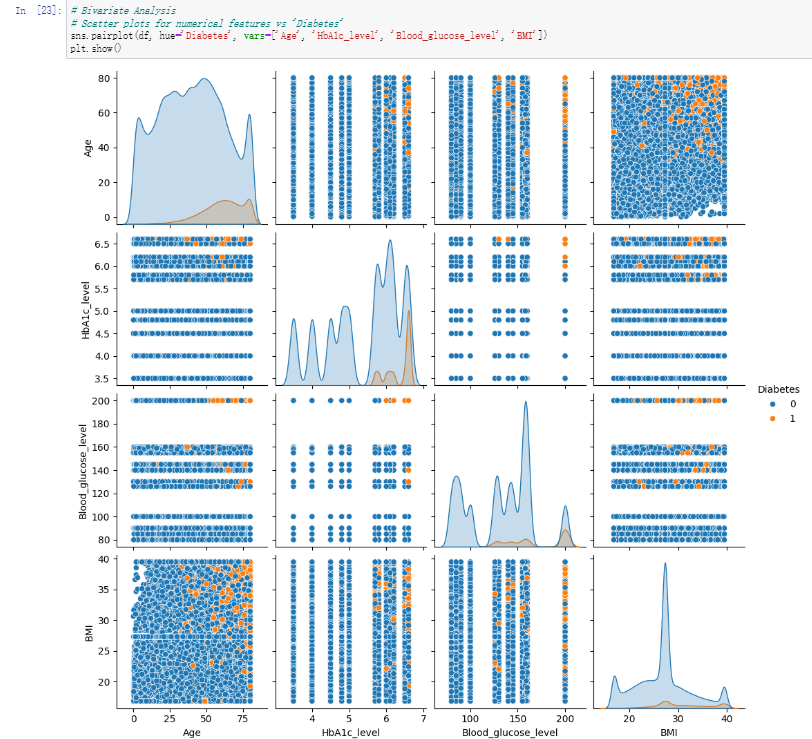 In [23]:
# Bivariate Analysis
# Scatter plots for numerical features vs 'Diabetes'
sns.pairplot(df, hue='Diabetes', vars=['Age', 'HbA1c_level', 'Blood_glucose_level', 'BMI'])
plt.show()
80
60
40
20
0
Age
6.5
6.0
5.5
5.0
4.5
4.0
3.5
HbA1c_level
Diabetes
0
1
200
180
160
140
120
100
80
Blood_glucose_level
40
35
30
25
20
BMI
0 25 50 75
4 5 6 7
100 150 200
20 30 40
Age
HbA1c_level
Blood_glucose_level
BMI